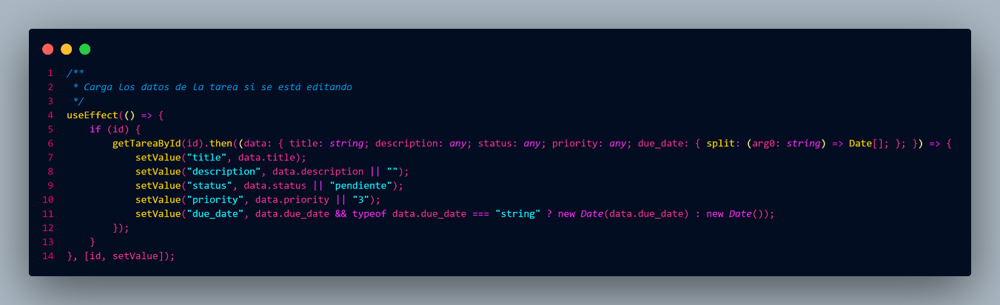 1 /**
2  * Carga los datos de la tarea si se está editando
3  */
4 useEffect(() => {
5     if (id) {
6         getTareaById(id).then((data: { title: string; description: any; status: any; priority: any; due_date: { split: (arg0: string) => Date[]; }; }) => {
7             setValue("title", data.title);
8             setValue("description", data.description || "");
9             setValue("status", data.status || "pendiente");
10             setValue("priority", data.priority || "3");
11             setValue("due_date", data.due_date && typeof data.due_date === "string" ? new Date(data.due_date) : new Date());
12         });
13     }
14 }, [id, setValue]);